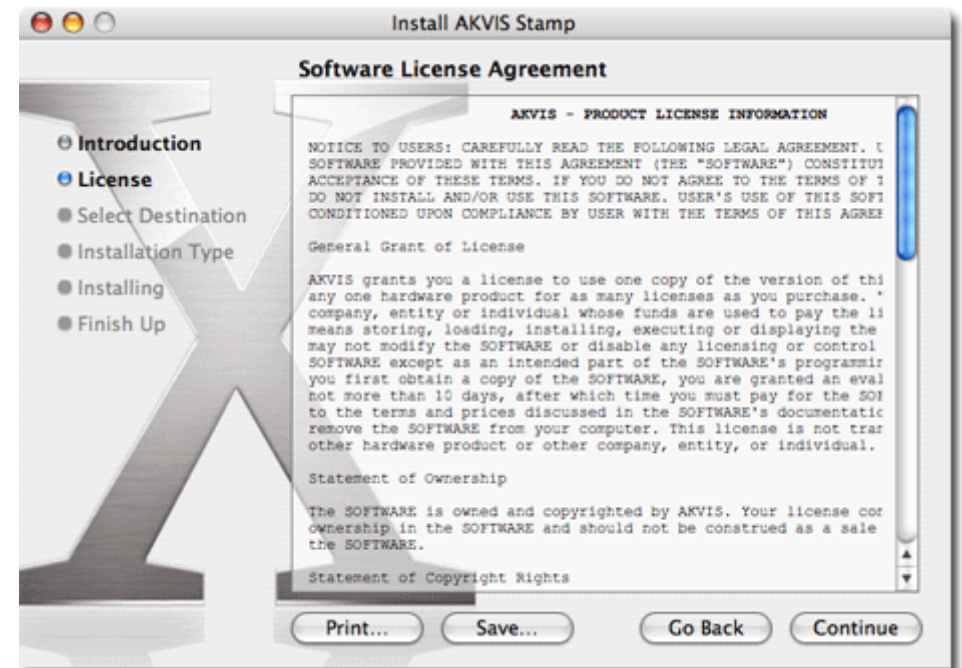 Install AKVIS Stamp
Software License Agreement
Introduction
License
Select Destination
Installation Type
Installing
Finish Up
AKVIS - PRODUCT LICENSE INFORMATION
NOTICE TO USERS: CAREFULLY READ THE FOLLOWING LEGAL AGREEMENT. U
SOFTWARE PROVIDED WITH THIS AGREEMENT (THE "SOFTWARE") CONSTITUT
ACCEPTANCE OF THESE TERMS. IF YOU DO NOT AGREE TO THE TERMS OF T
DO NOT INSTALL AND/OR USE THIS SOFTWARE. USER'S USE OF THIS SOFT
CONDITIONED UPON COMPLIANCE BY USER WITH THE TERMS OF THIS AGREE
General Grant of License
AKVIS grants you a license to use one copy of the version of thi
any one hardware product for as many licenses as you purchase. "
company, entity or individual whose funds are used to pay the li
means storing, loading, installing, executing or displaying the
may not modify the SOFTWARE or disable any licensing or control
SOFTWARE except as an intended part of the SOFTWARE's programmin
you first obtain a copy of the SOFTWARE, you are granted an eval
not more than 10 days, after which time you must pay for the SOF
to the terms and prices discussed in the SOFTWARE's documentatio
remove the SOFTWARE from your computer. This license is not tran
other hardware product or other company, entity, or individual.
Statement of Ownership
The SOFTWARE is owned and copyrighted by AKVIS. Your license con
ownership in the SOFTWARE and should not be construed as a sale
the SOFTWARE.
Statement of Copyright Rights
Print...
Save...
Go Back
Continue